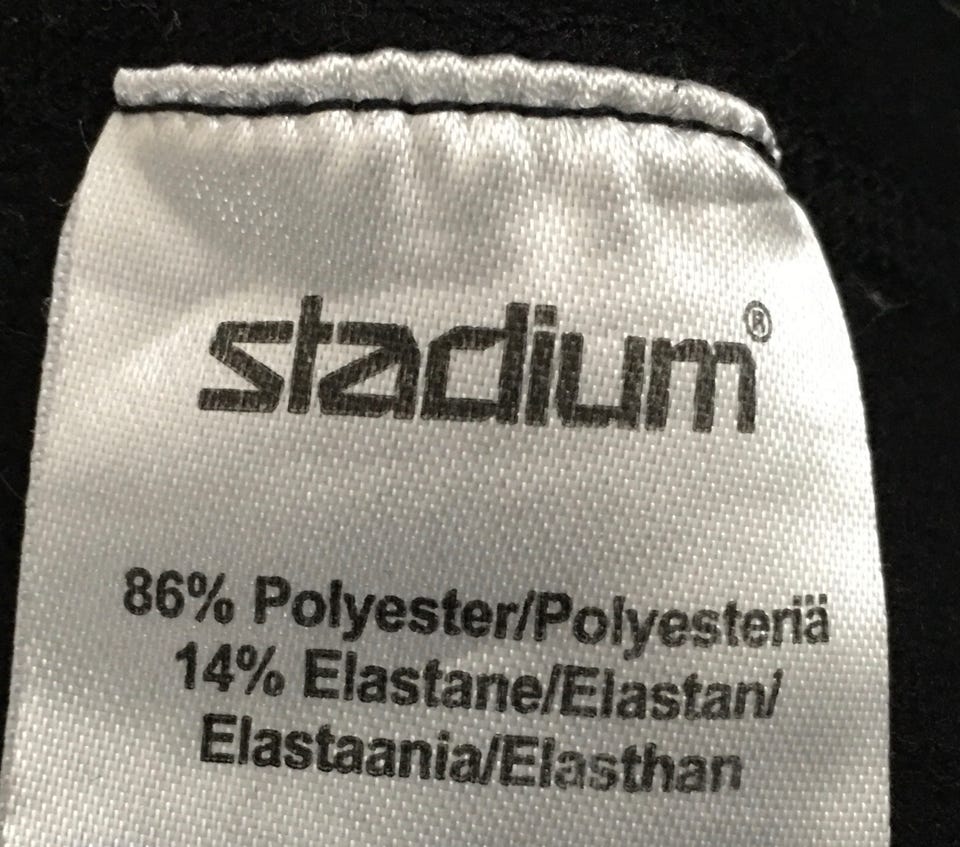 stadium®
86% Polyester/Polyesteriä
14% Elastane/Elastan/
Elastaania/Elasthan